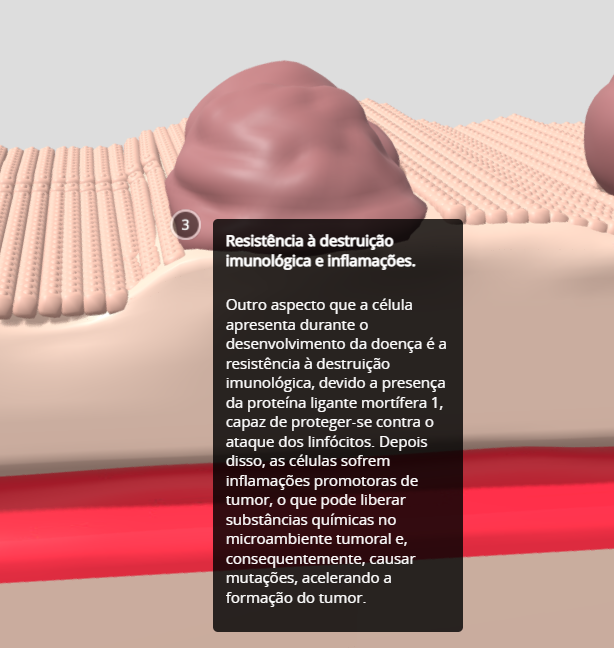 3
Resistência à destruição
imunológica e inflamações.
Outro aspecto que a célula
apresenta durante o
desenvolvimento da doença é a
resistência à destruição
imunológica, devido a presença
da proteína ligante mortífera 1,
capaz de proteger-se contra o
ataque dos linfócitos. Depois
disso, as células sofrem
inflamações promotoras de
tumor, o que pode liberar
substâncias químicas no
microambiente tumoral e,
consequentemente, causar
mutações, acelerando a
formação do tumor.